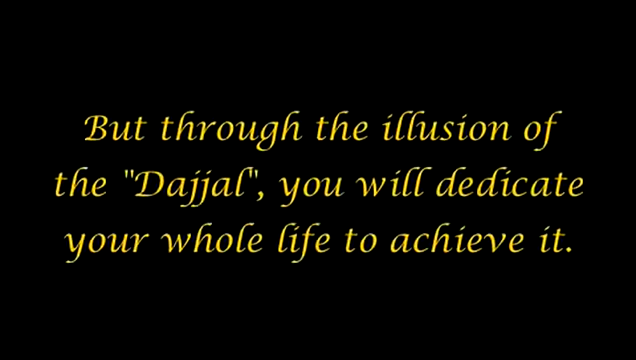 But through the illusion of
the "Dajjal", you will dedicate
your whole life to achieve it.